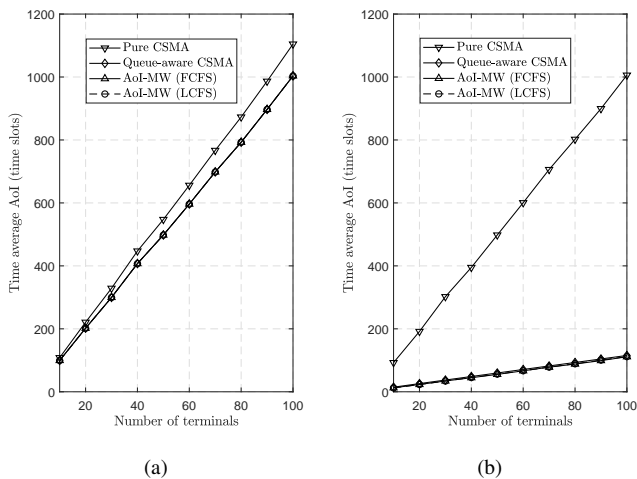 1200
1000
800
600
400
200
0
Time average AoI (time slots)
Pure CSMA
Queue-aware CSMA
AoI-MW (FCFS)
AoI-MW (LCFS)
20 40 60 80 100
Number of terminals
(a)
1200
1000
800
600
400
200
0
Time average AoI (time slots)
Pure CSMA
Queue-aware CSMA
AoI-MW (FCFS)
AoI-MW (LCFS)
20 40 60 80 100
Number of terminals
(b)